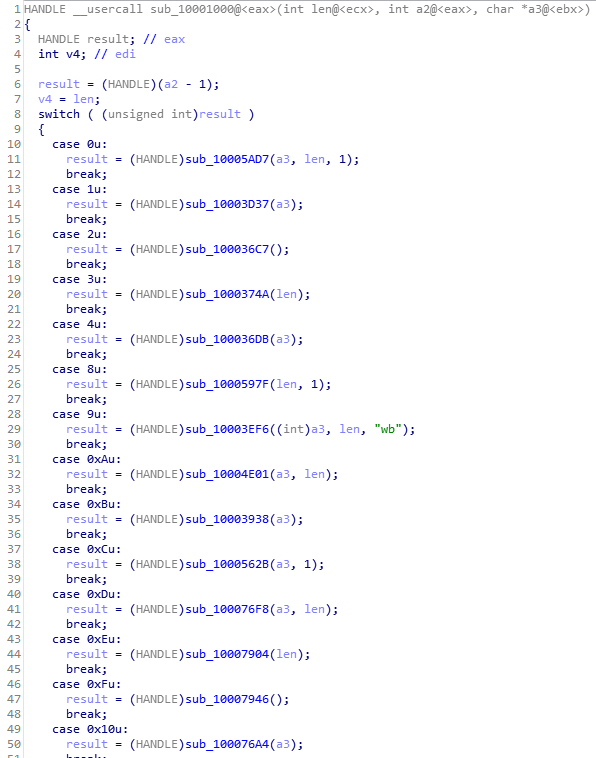 1 HANDLE __usercall sub_10001000@<eax>(int len@<ecx>, int a2@<eax>, char *a3@<ebx>)
2 {
3   HANDLE result; // eax
4   int v4; // edi
5
6   result = (HANDLE)(a2 - 1);
7   v4 = len;
8   switch ( (unsigned int)result )
9   {
10     case 0u:
11       result = (HANDLE)sub_10005AD7(a3, len, 1);
12       break;
13     case 1u:
14       result = (HANDLE)sub_10003D37(a3);
15       break;
16     case 2u:
17       result = (HANDLE)sub_100036C7();
18       break;
19     case 3u:
20       result = (HANDLE)sub_1000374A(len);
21       break;
22     case 4u:
23       result = (HANDLE)sub_100036DB(a3);
24       break;
25     case 8u:
26       result = (HANDLE)sub_1000597F(len, 1);
27       break;
28     case 9u:
29       result = (HANDLE)sub_10003EF6((int)a3, len, "wb");
30       break;
31     case 0xAu:
32       result = (HANDLE)sub_10004E01(a3, len);
33       break;
34     case 0xBu:
35       result = (HANDLE)sub_10003938(a3);
36       break;
37     case 0xCu:
38       result = (HANDLE)sub_1000562B(a3, 1);
39       break;
40     case 0xDu:
41       result = (HANDLE)sub_100076F8(a3, len);
42       break;
43     case 0xEu:
44       result = (HANDLE)sub_10007904(len);
45       break;
46     case 0xFu:
47       result = (HANDLE)sub_10007946();
48       break;
49     case 0x10u:
50       result = (HANDLE)sub_100076A4(a3);